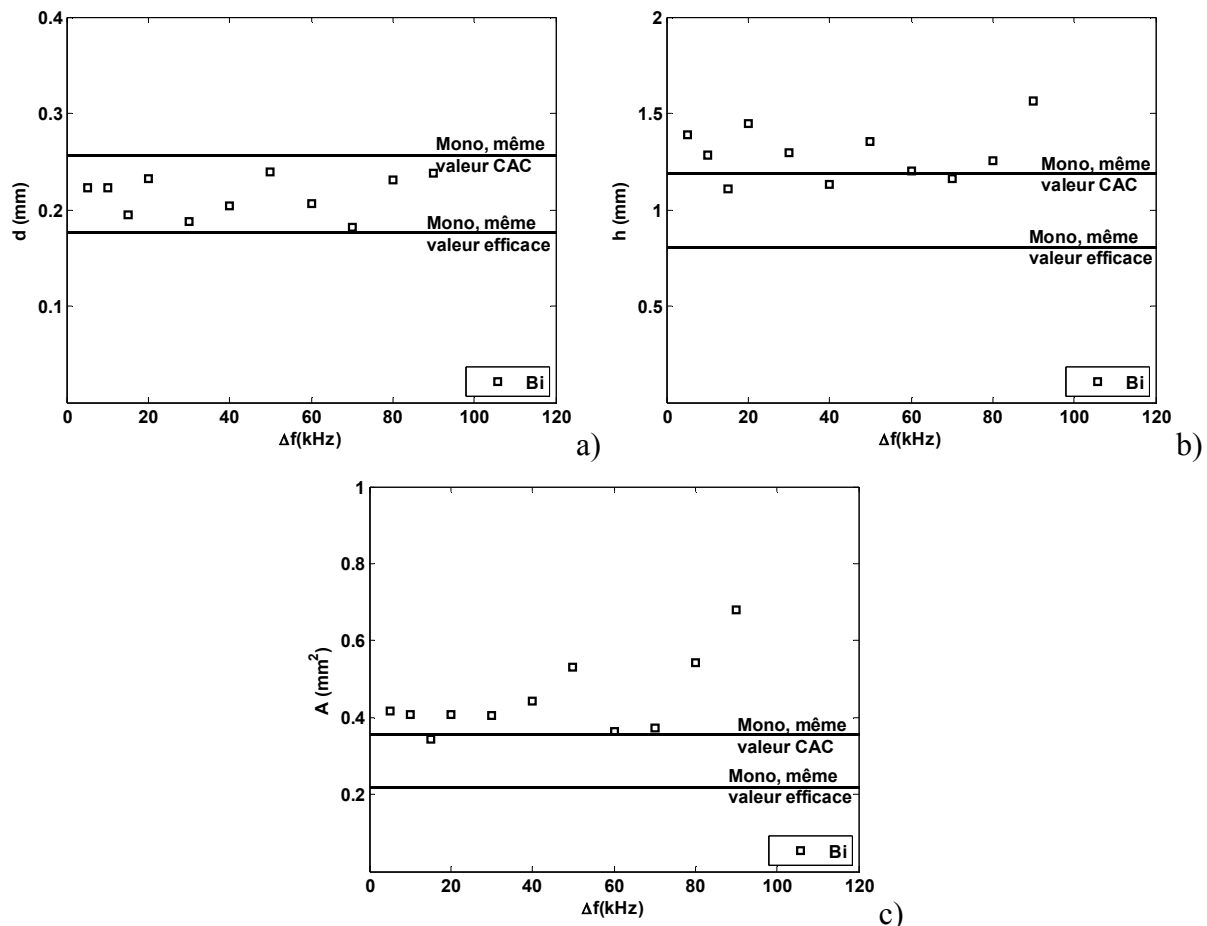 0.4
0.3
0.2
0.1
d (mm)
Mono, même
valeur CAC
Mono, même
valeur efficace
Bi
0 20 40 60 80 100 120
Δf(kHz)
a)
2
1.5
1
0.5
h (mm)
Mono, même
valeur CAC
Mono, même
valeur efficace
Bi
0 20 40 60 80 100 120
Δf(kHz)
b)
1
0.8
0.6
0.4
0.2
A (mm²)
Mono, même
valeur CAC
Mono, même
valeur efficace
Bi
0 20 40 60 80 100 120
Δf(kHz)
c)